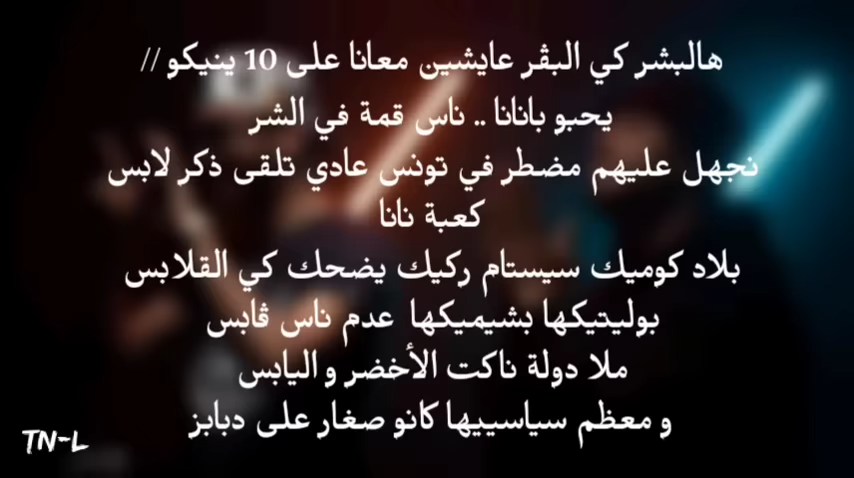 هالبشر كي البڨر عايشين معانا على 10 ينيكو //
يحبو بانانا .. ناس قمة في الشر
نجهل عليهم مضطر في تونس عادي تلقى ذكر لابس
كعبة نانا
بلاد كوميك سيستام ركيك يضحك كي القلابس
بوليتيكها بشيميكها عدم ناس ڨابس
ملا دولة ناكت الأخضر و اليابس
و معظم سياسييها كانو صغار على دبابز
TN-L